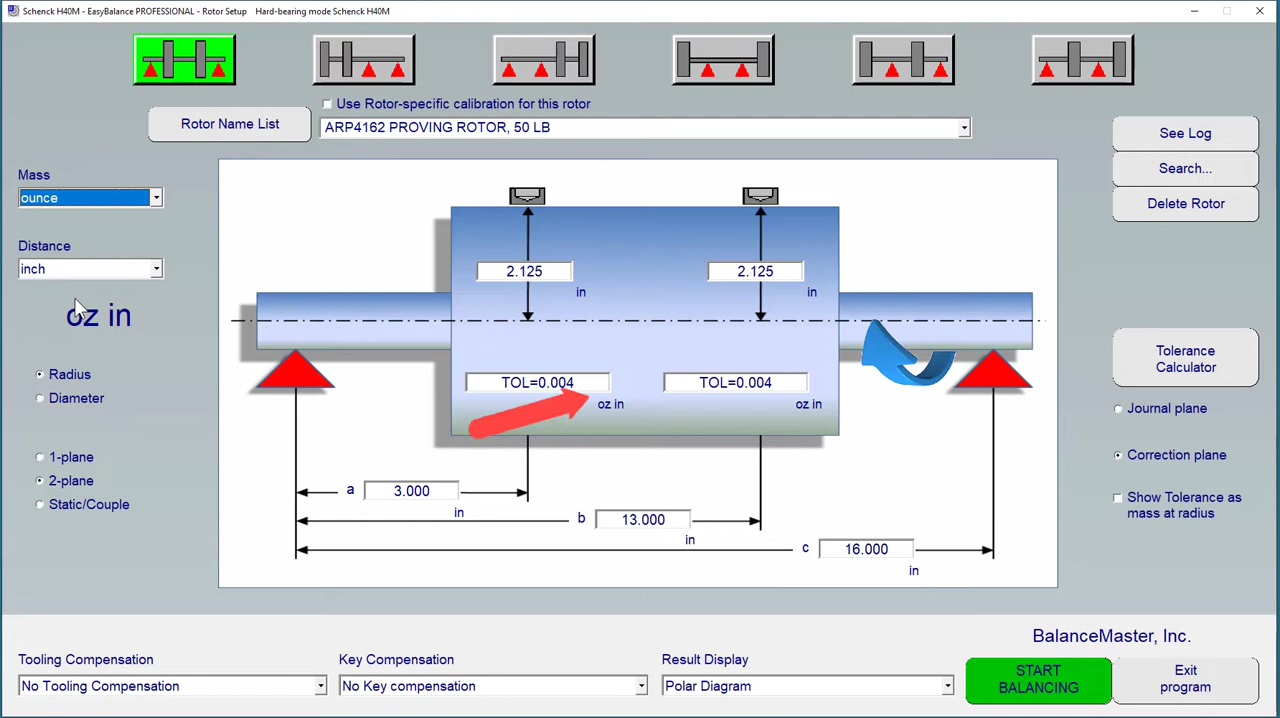 Schenck H40M - EasyBalance PROFESSIONAL - Rotor Setup    Hard-bearing mode Schenck H40M
Use Rotor-specific calibration for this rotor
Rotor Name List
ARP4162 PROVING ROTOR, 50 LB
See Log
Search...
Delete Rotor
Mass
ounce
Distance
inch
oz in
Radius
Diameter
1-plane
2-plane
Static/Couple
2.125
in
2.125
in
TOL=0.004
oz in
TOL=0.004
oz in
a 3.000
in
b 13.000
in
c 16.000
in
Tolerance
Calculator
Journal plane
Correction plane
Show Tolerance as
mass at radius
BalanceMaster, Inc.
Tooling Compensation
No Tooling Compensation
Key Compensation
No Key compensation
Result Display
Polar Diagram
START
BALANCING
Exit
program